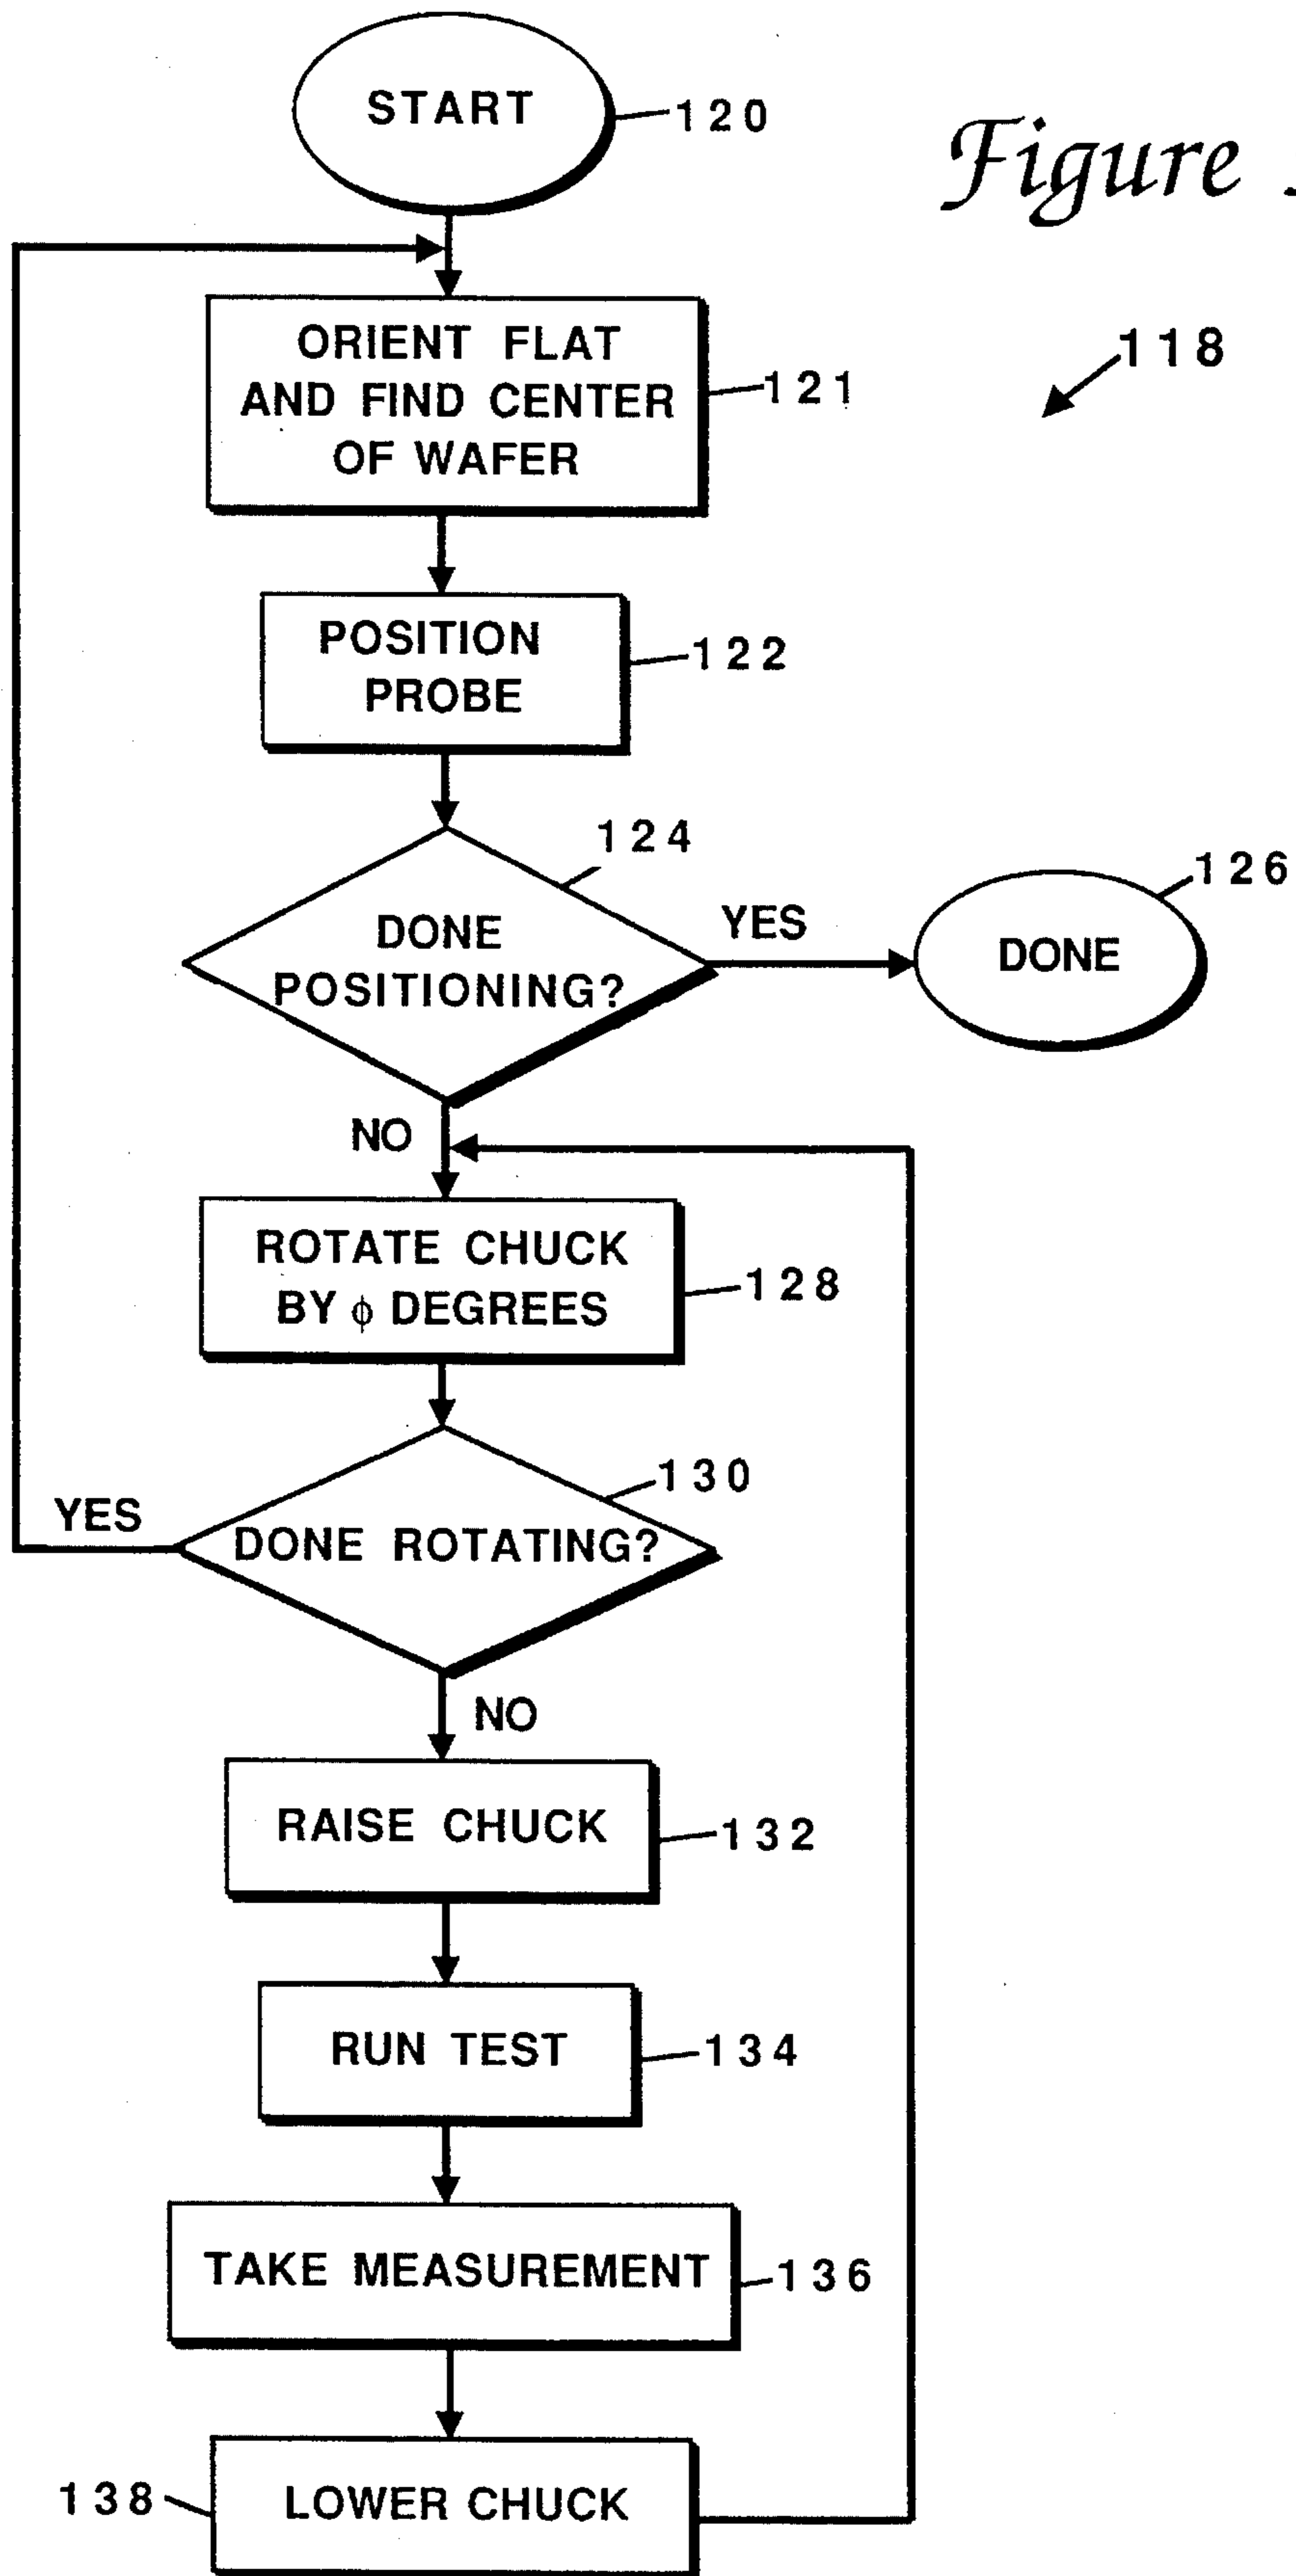 START
120
Figure
ORIENT FLAT
AND FIND CENTER
OF WAFER
121
118
POSITION
PROBE
122
124
DONE
POSITIONING?
YES
DONE
126
NO
ROTATE CHUCK
BY ϕ DEGREES
128
130
YES
DONE ROTATING?
NO
RAISE CHUCK
132
RUN TEST
134
TAKE MEASUREMENT
136
138
LOWER CHUCK